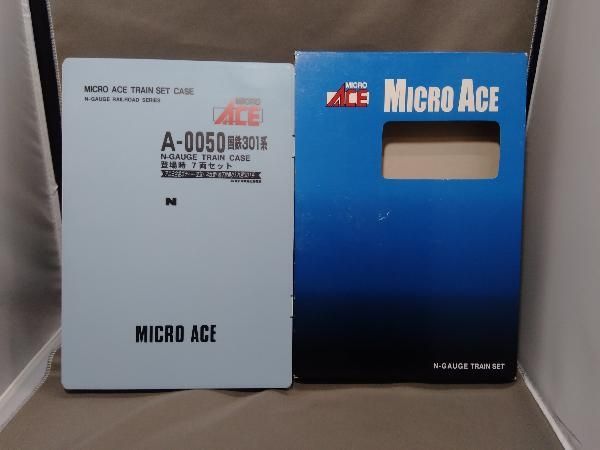 MICRO ACE TRAIN SET CASE
N-GAUGE RAILROAD SERIES
MICRO
ACE
A-0050 国鉄301系
N-GAUGE TRAIN CASE
登場時 7両セット
N
MICRO ACE
MICRO
ACE
MICRO ACE
N-GAUGE TRAIN SET